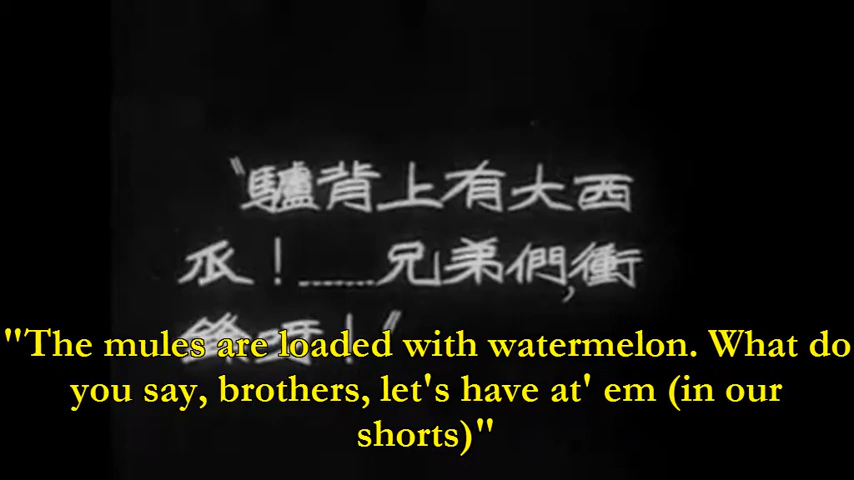 "驢背上有大西
瓜！......兄弟們,衝
鋒呀！"
"The mules are loaded with watermelon. What do
you say, brothers, let's have at' em (in our
shorts)"